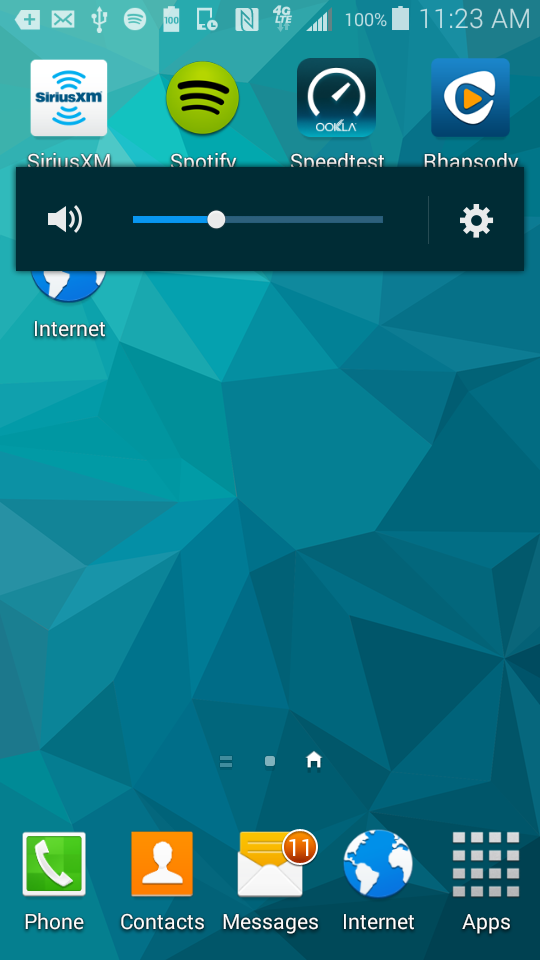 100
4G LTE
100%
11:23 AM
SiriusXM
OOKLA
SiriusXM
Spotify
Speedtest
Rhapsody
Internet
11
Phone
Contacts
Messages
Internet
Apps